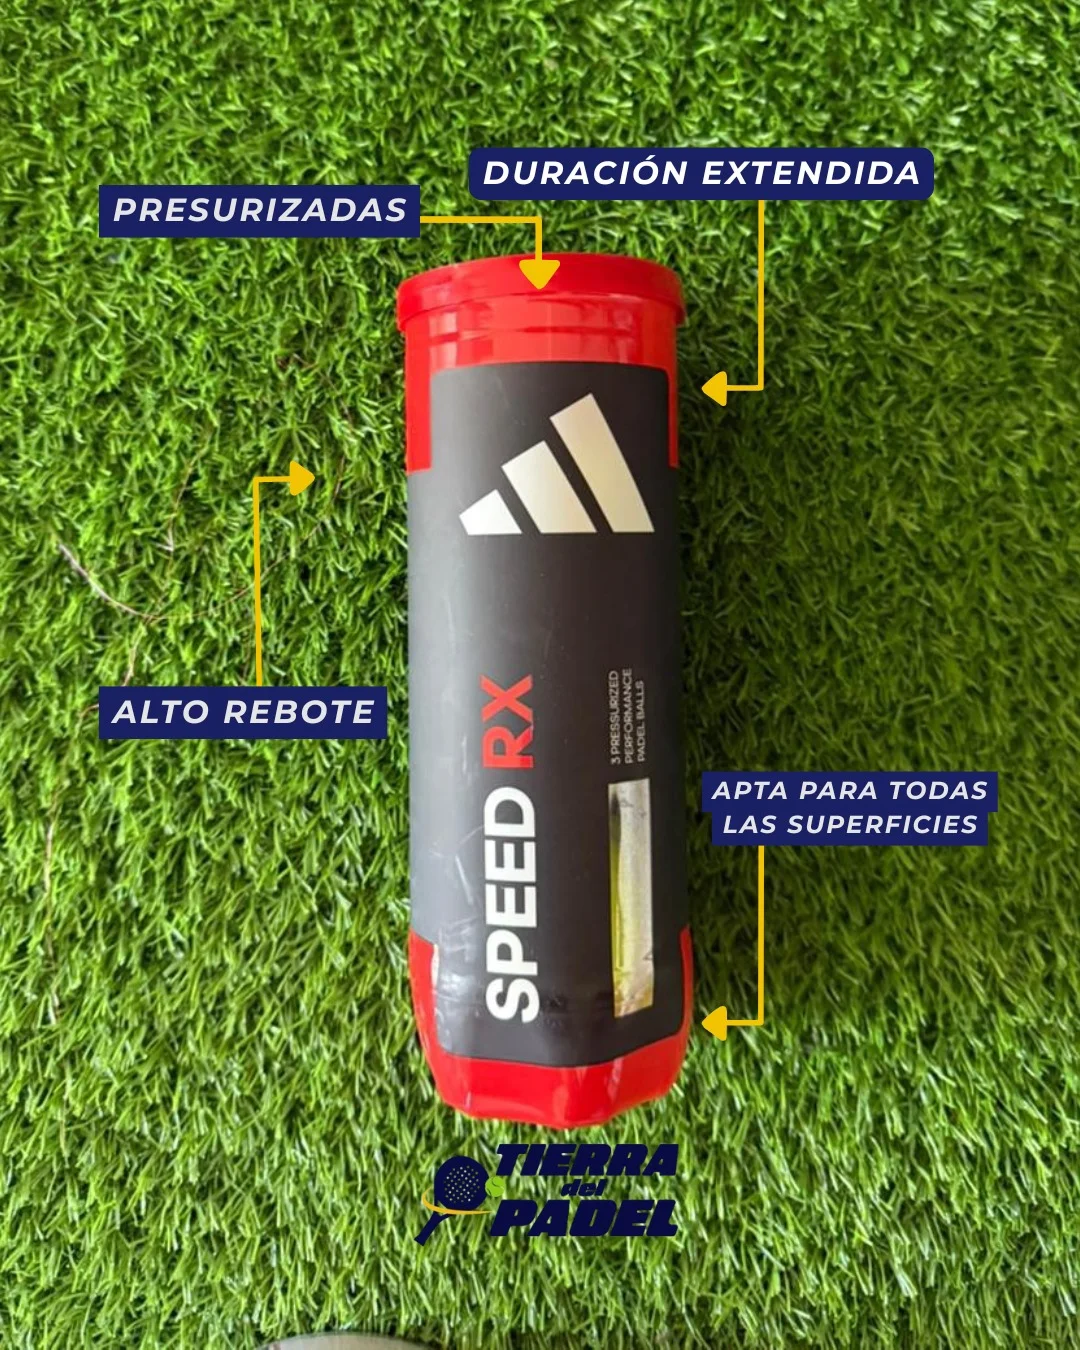 DURACIÓN EXTENDIDA
PRESURIZADAS
ALTO REBOTE
SPEED RX
3 PRESSURIZED
PERFORMANCE
PADEL BALLS
APTA PARA TODAS
LAS SUPERFICIES
TIERRA
del
PADEL